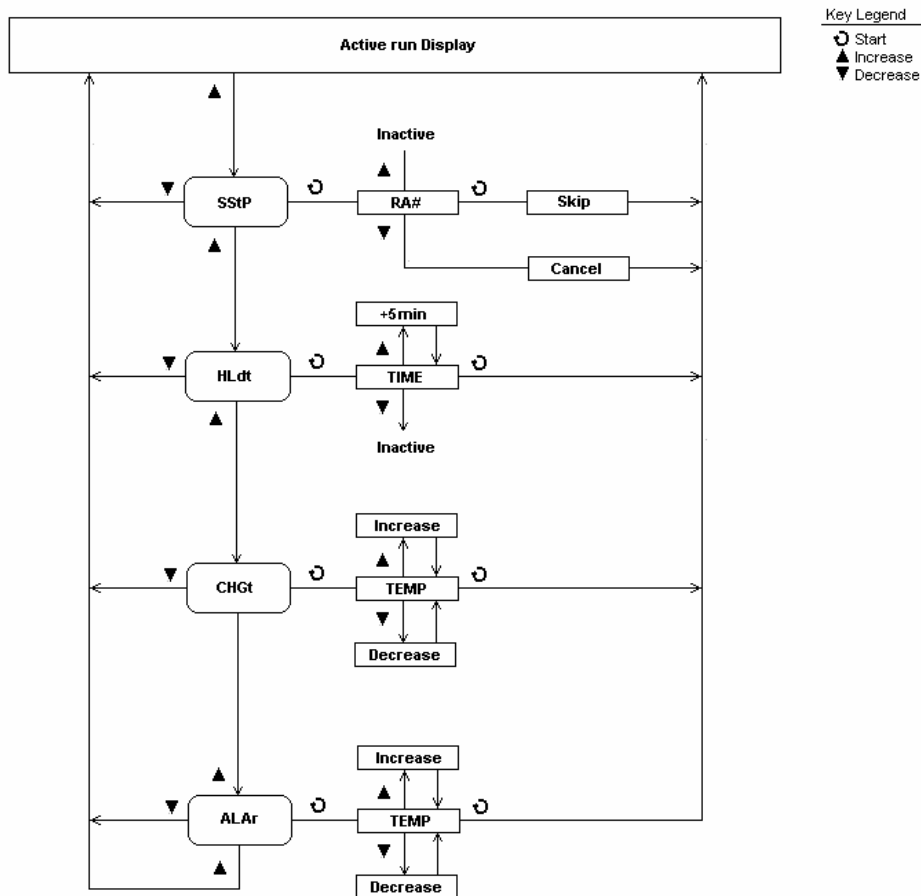 Key Legend
Start
Increase
Decrease
Active run Display
Inactive
SStP
RA#
Skip
Cancel
+5min
HLdt
TIME
Inactive
Increase
CHGt
TEMP
Decrease
Increase
ALAr
TEMP
Decrease